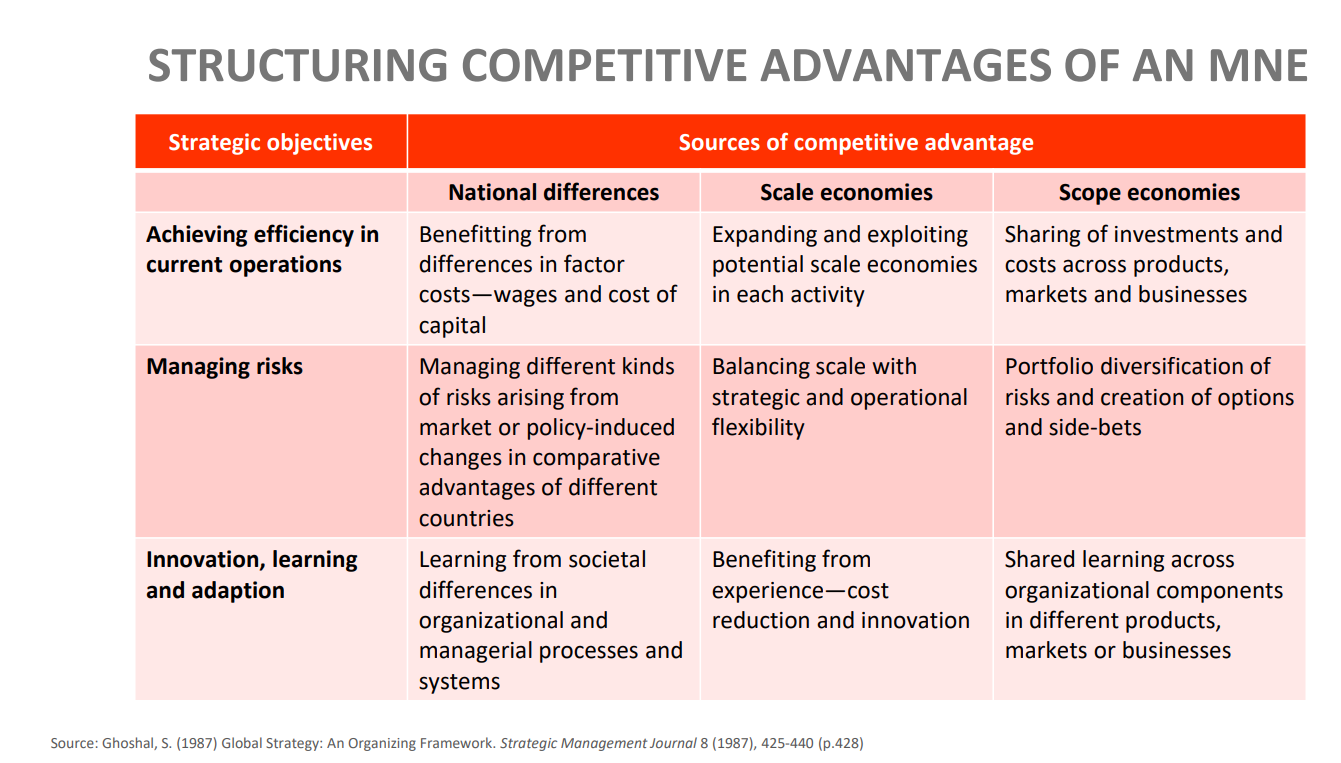 STRUCTURING COMPETITIVE ADVANTAGES OF AN MNE
Strategic objectives
Sources of competitive advantage
National differences
Scale economies
Scope economies
Achieving efficiency in
current operations
Benefitting from
differences in factor
costs—wages and cost of
capital
Expanding and exploiting
potential scale economies
in each activity
Sharing of investments and
costs across products,
markets and businesses
Managing risks
Managing different kinds
of risks arising from
market or policy-induced
changes in comparative
advantages of different
countries
Balancing scale with
strategic and operational
flexibility
Portfolio diversification of
risks and creation of options
and side-bets
Innovation, learning
and adaption
Learning from societal
differences in
organizational and
managerial processes and
systems
Benefiting from
experience—cost
reduction and innovation
Shared learning across
organizational components
in different products,
markets or businesses
Source: Ghoshal, S. (1987) Global Strategy: An Organizing Framework. Strategic Management Journal 8 (1987), 425-440 (p.428)